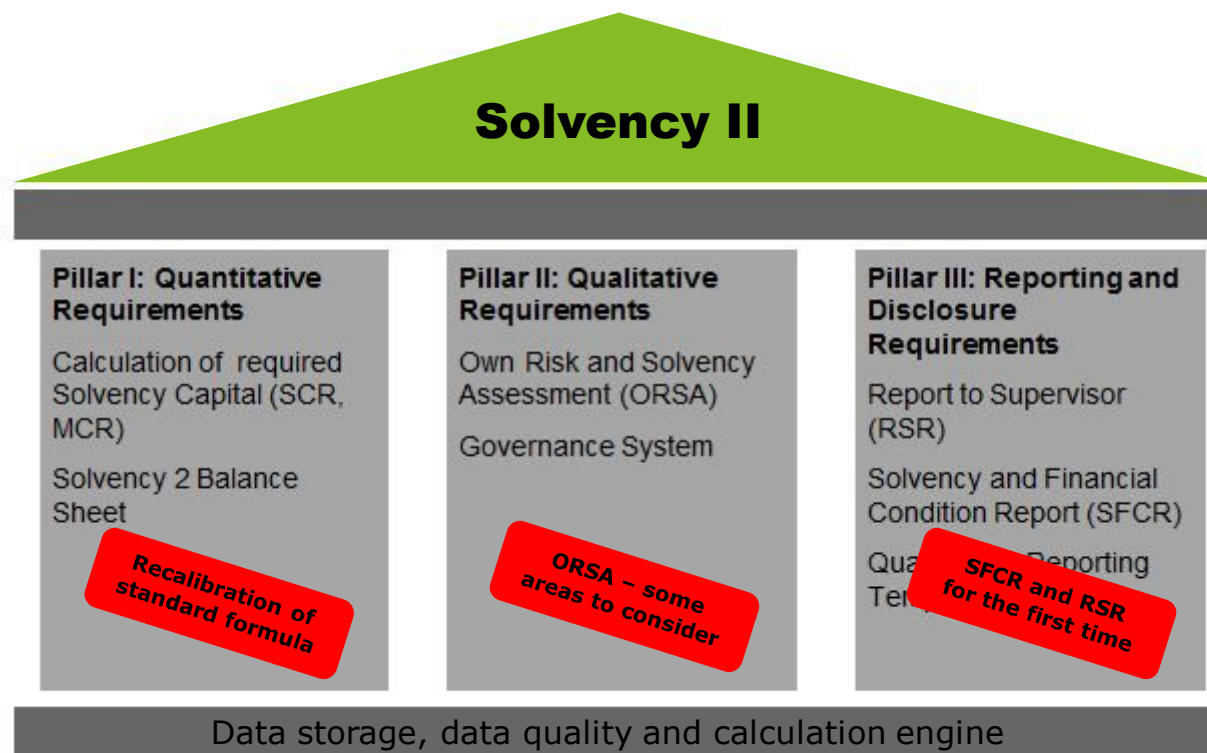 Solvency II
Pillar I: Quantitative
Requirements
Calculation of required
Solvency Capital (SCR,
MCR)
Solvency 2 Balance
Sheet
Recalibration of
standard formula
Pillar II: Qualitative
Requirements
Own Risk and Solvency
Assessment (ORSA)
Governance System
ORSA – some
areas to consider
Pillar III: Reporting and
Disclosure
Requirements
Report to Supervisor
(RSR)
Solvency and Financial
Condition Report (SFCR)
Reporting
SFCR and RSR
for the first time
Data storage, data quality and calculation engine